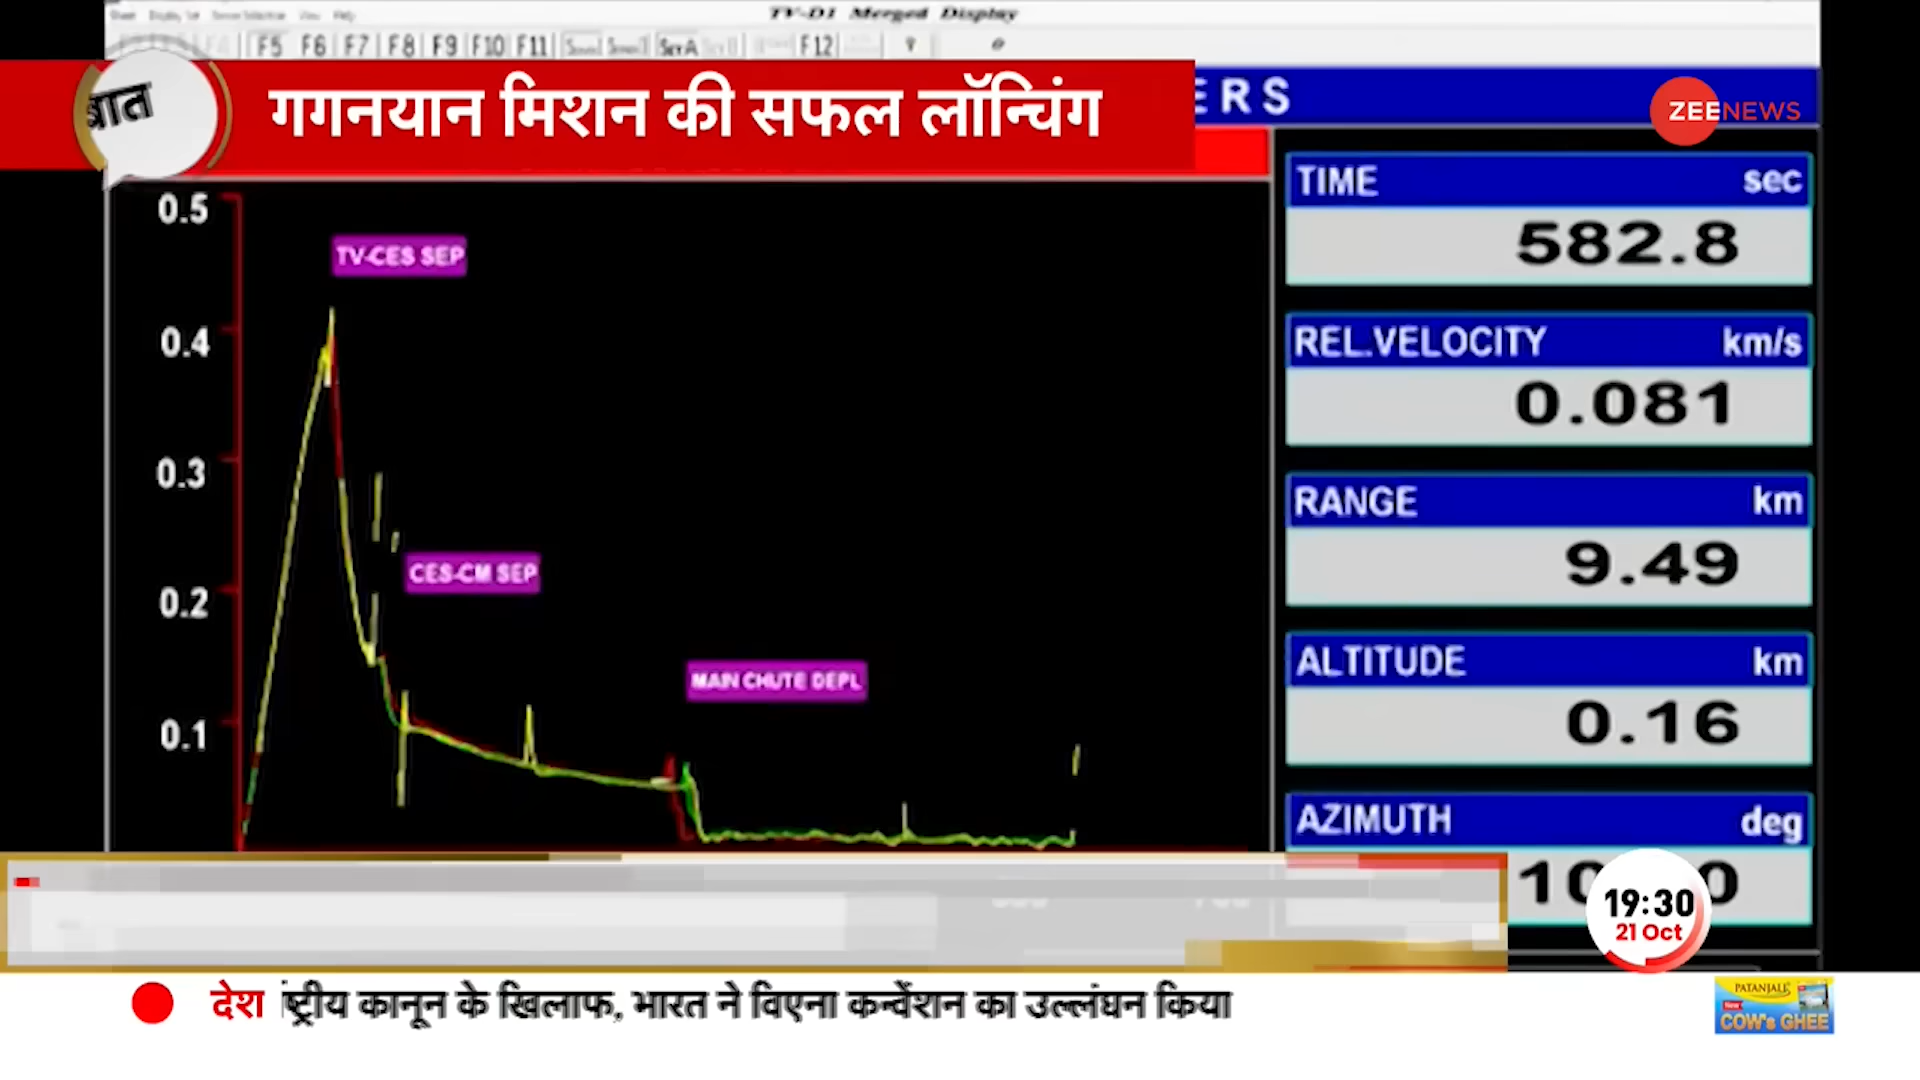 TV-D1 Merged Display
F5 F6 F7 F8 F9 F10 F11 F12
बात
गगनयान मिशन की सफल लॉन्चिंग
ERS
ZEENEWS
TIME sec
582.8
REL.VELOCITY km/s
0.081
RANGE km
9.49
ALTITUDE km
0.16
AZIMUTH deg
0.5
TV-CES SEP
0.4
0.3
CES-CM SEP
0.2
MAIN CHUTE DEPL
0.1
19:30
21 Oct
देश ष्ट्रीय कानून के खिलाफ, भारत ने विएना कन्वेंशन का उल्लंघन किया
PATANJALI
New
COW's GHEE